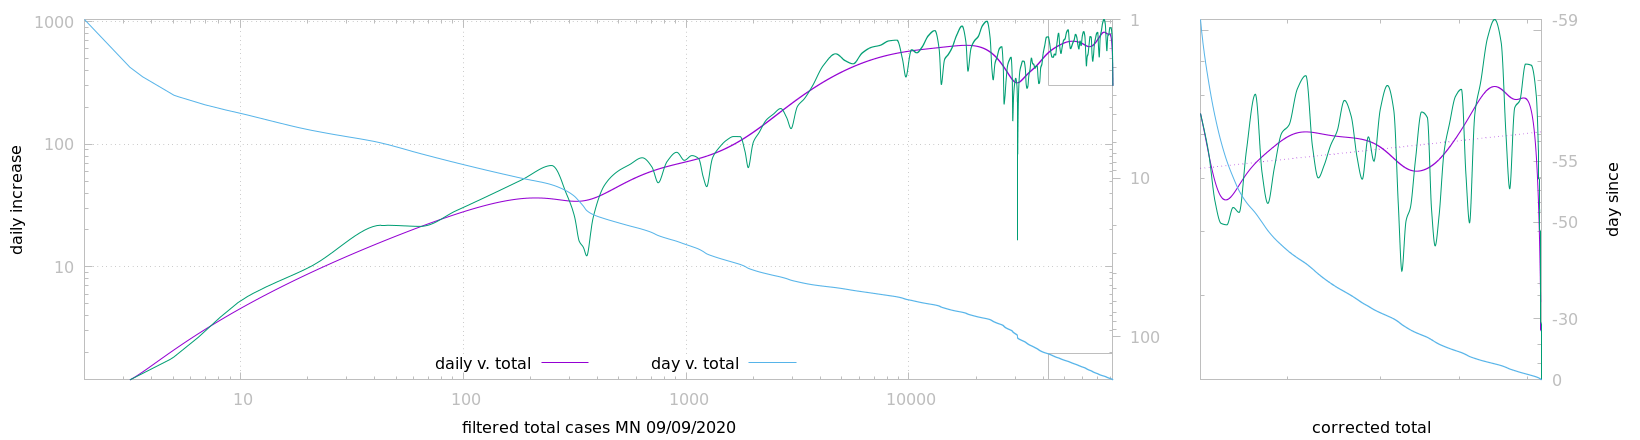 1000
100
10
daily increase
1
10
100
daily v. total
day v. total
10
100
1000
10000
filtered total cases MN 09/09/2020
-59
-55
-50
-30
0
day since
corrected total